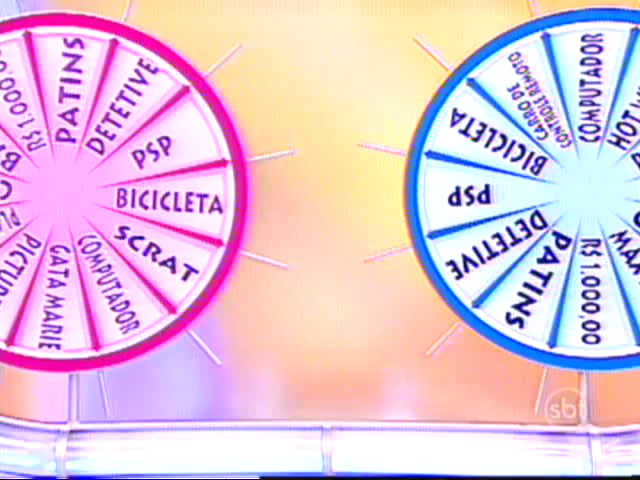 R$ 1.000,00
PATINS
DETETIVE
PSP
BICICLETA
SCRAT
COMPUTADOR
GATA MARIE
COMPUTADOR
CARRO DE
CONTROLE REMOTO
BICICLETA
PSP
DETETIVE
PATINS
R$ 1.000,00
sbt